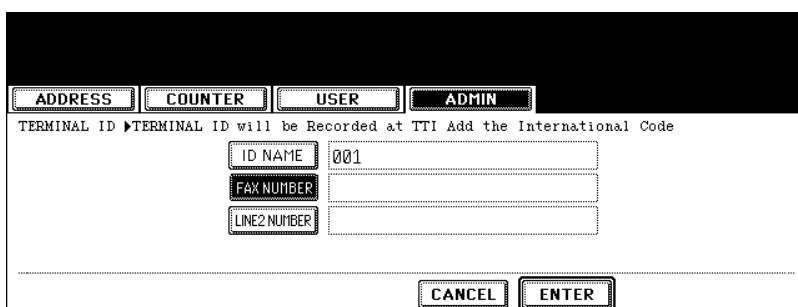 ADDRESS COUNTER USER ADMIN
TERMINAL ID ▶TERMINAL ID will be Recorded at TTI Add the International Code
ID NAME 001
FAX NUMBER
LINE2 NUMBER
CANCEL ENTER